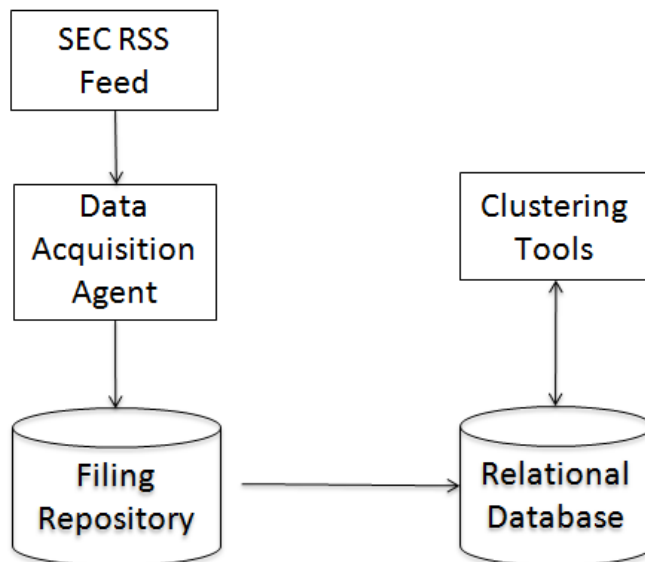 SEC RSS
Feed
Data
Acquisition
Agent
Clustering
Tools
Filing
Repository
Relational
Database